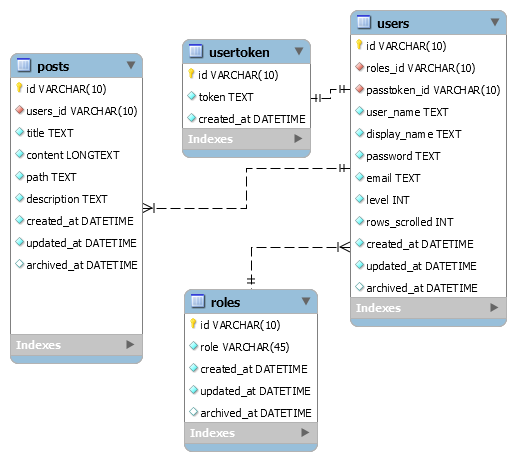 posts
id VARCHAR(10)
users_id VARCHAR(10)
title TEXT
content LONGTEXT
path TEXT
description TEXT
created_at DATETIME
updated_at DATETIME
archived_at DATETIME
Indexes
usertoken
id VARCHAR(10)
token TEXT
created_at DATETIME
Indexes
users
id VARCHAR(10)
roles_id VARCHAR(10)
passtoken_id VARCHAR(10)
user_name TEXT
display_name TEXT
password TEXT
email TEXT
level INT
rows_scrolled INT
created_at DATETIME
updated_at DATETIME
archived_at DATETIME
Indexes
roles
id VARCHAR(10)
role VARCHAR(45)
created_at DATETIME
updated_at DATETIME
archived_at DATETIME
Indexes